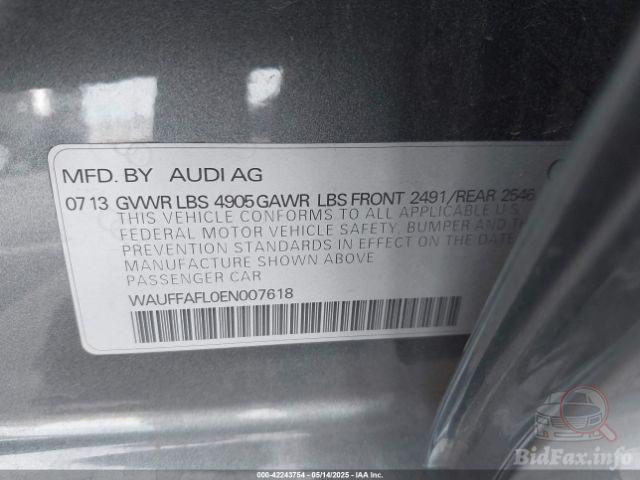 MFD. BY AUDI AG
07 13 GVWR LBS 4905 GAWR LBS FRONT 2491/REAR 2546
THIS VEHICLE CONFORMS TO ALL APPLICABLE U.S.
FEDERAL MOTOR VEHICLE SAFETY, BUMPER AND
PREVENTION STANDARDS IN EFFECT ON THE DATE
MANUFACTURE SHOWN ABOVE
PASSENGER CAR
WAUFFAFL0EN007618
BidFax.info
000-42243754 - 05/14/2025 - IAA Inc.